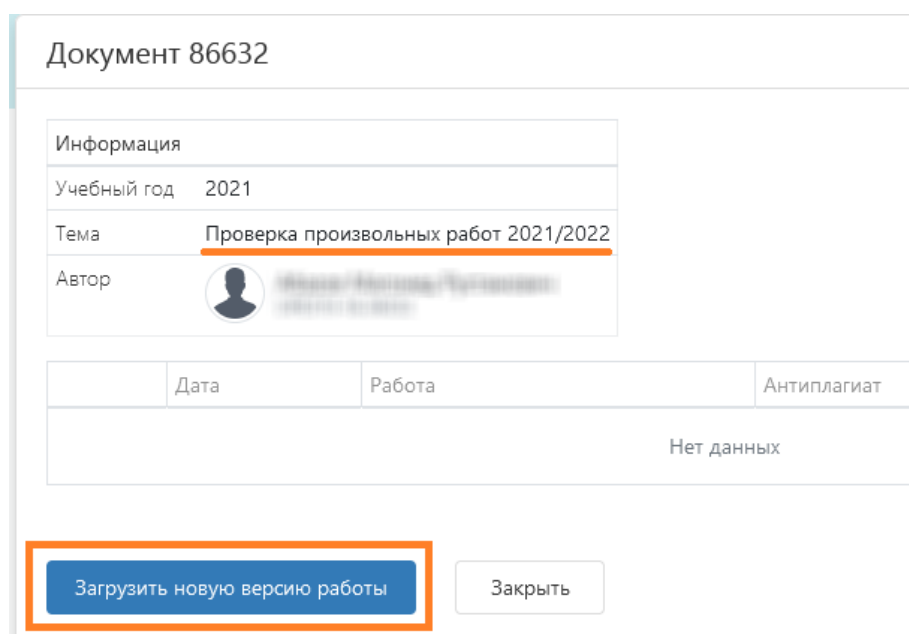 Документ 86632
Информация
Учебный год 2021
Тема Проверка произвольных работ 2021/2022
Автор
Дата Работа Антиплагиат
Нет данных
Загрузить новую версию работы Закрыть